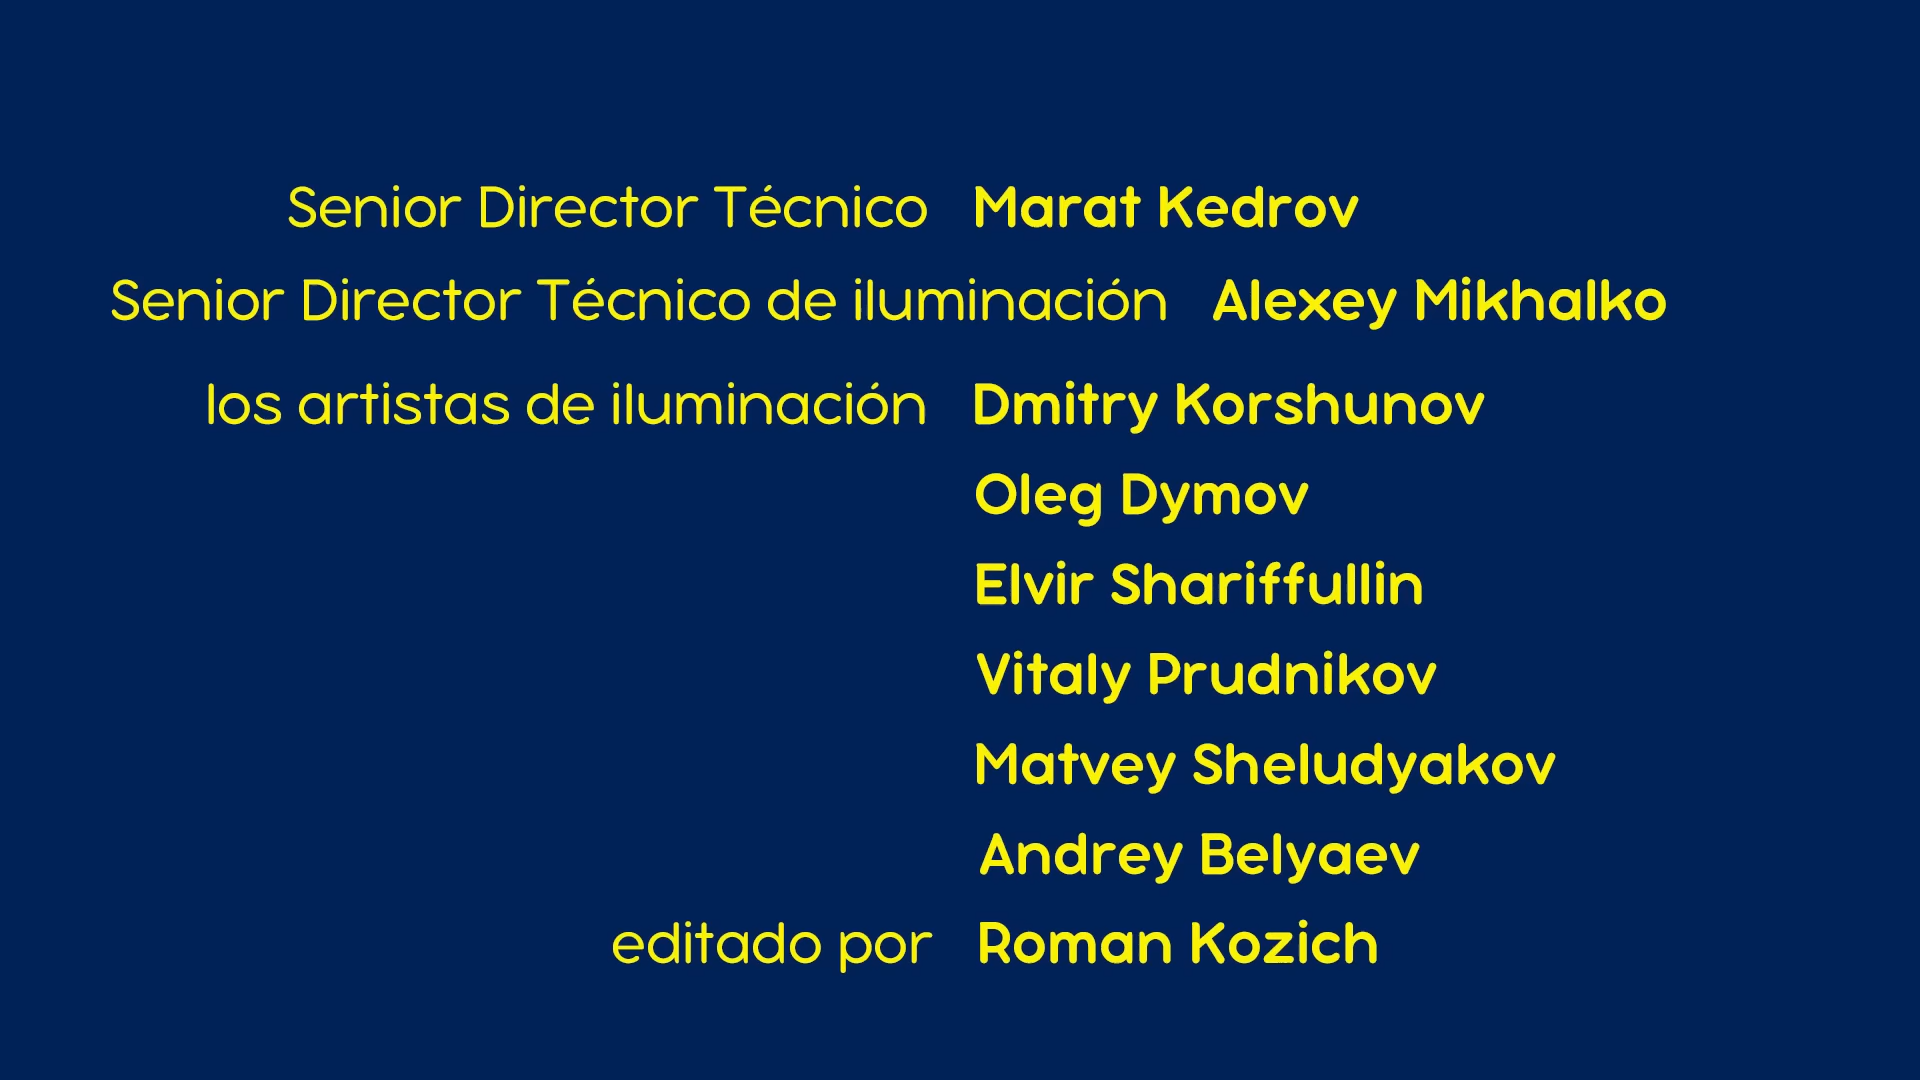 Senior Director Técnico Marat Kedrov
Senior Director Técnico de iluminación Alexey Mikhalko
los artistas de iluminación Dmitry Korshunov
Oleg Dymov
Elvir Shariffullin
Vitaly Prudnikov
Matvey Sheludyakov
Andrey Belyaev
editado por Roman Kozich